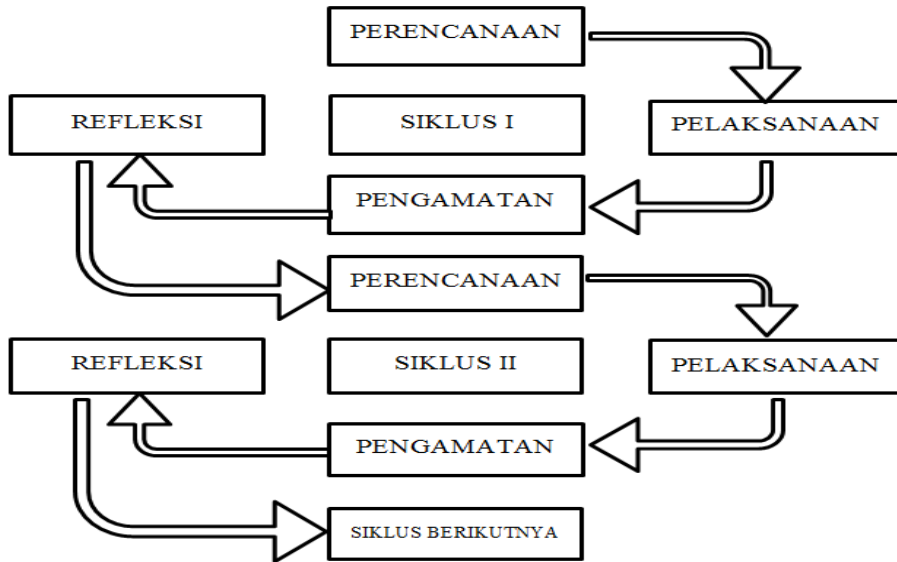 PERENCANAAN
REFLEKSI
SIKLUS I
PELAKSANAAN
PENGAMATAN
PERENCANAAN
REFLEKSI
SIKLUS II
PELAKSANAAN
PENGAMATAN
SIKLUS BERIKUTNYA